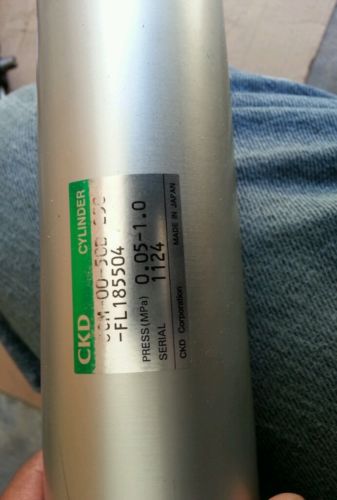 CKD CYLINDER
-FL185504
PRESS(MPa) 0.05-1.0
SERIAL 1124
CKD Corporation MADE IN JAPAN